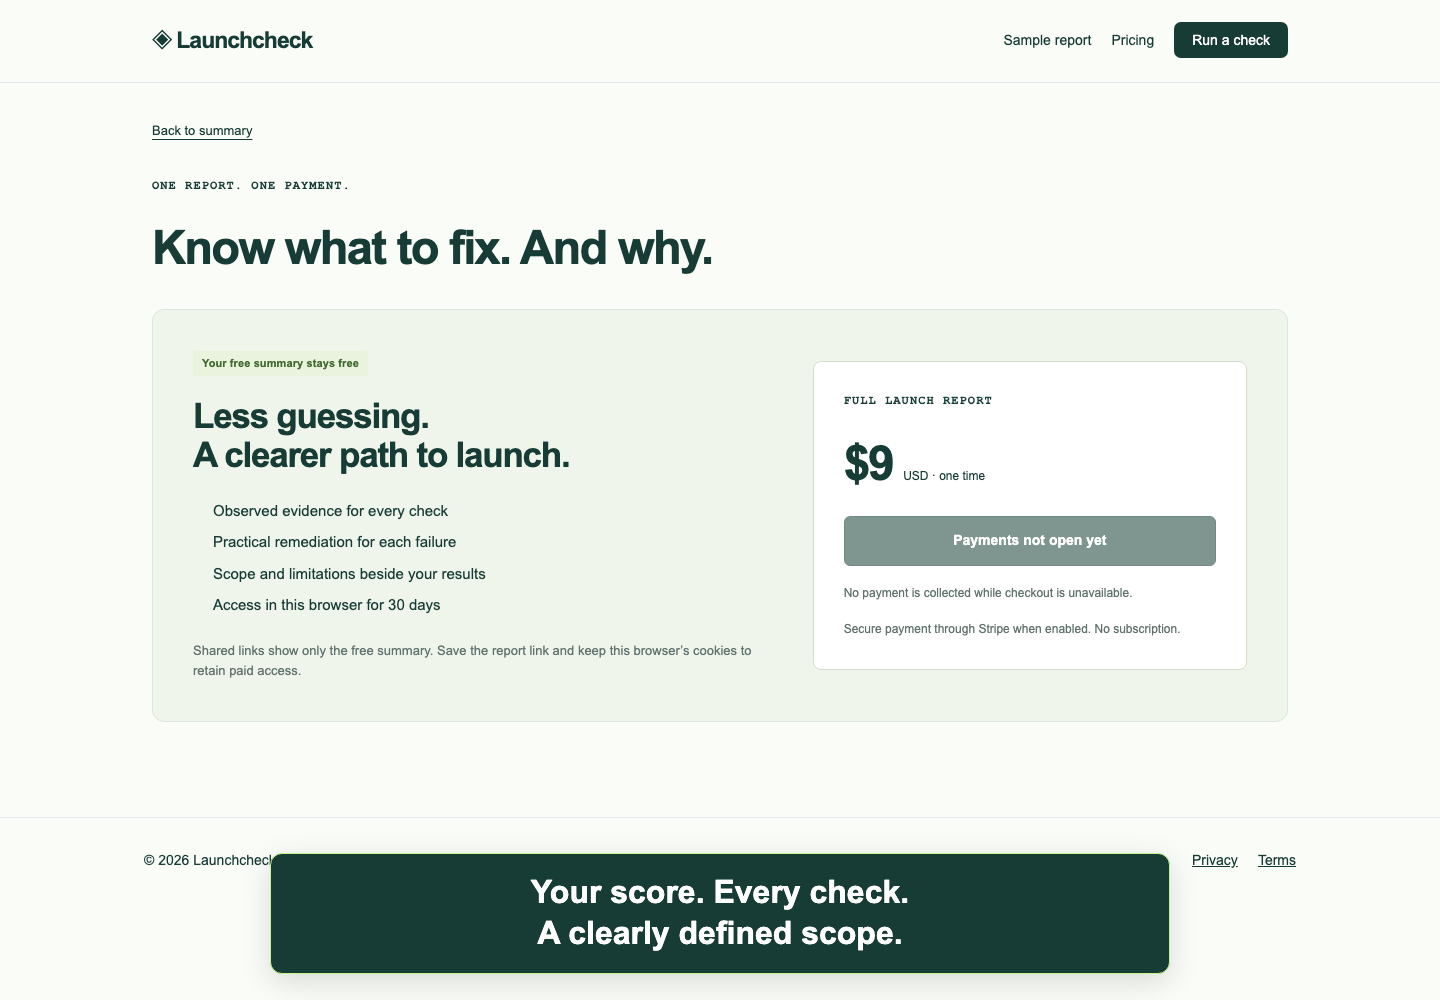 Launchcheck
Sample report
Pricing
Run a check
Back to summary
ONE REPORT. ONE PAYMENT.
Know what to fix. And why.
Your free summary stays free
Less guessing.
A clearer path to launch.
Observed evidence for every check
Practical remediation for each failure
Scope and limitations beside your results
Access in this browser for 30 days
Shared links show only the free summary. Save the report link and keep this browser’s cookies to
retain paid access.
FULL LAUNCH REPORT
$9 USD · one time
Payments not open yet
No payment is collected while checkout is unavailable.
Secure payment through Stripe when enabled. No subscription.
© 2026 Launchcheck
Privacy
Terms
Your score. Every check.
A clearly defined scope.